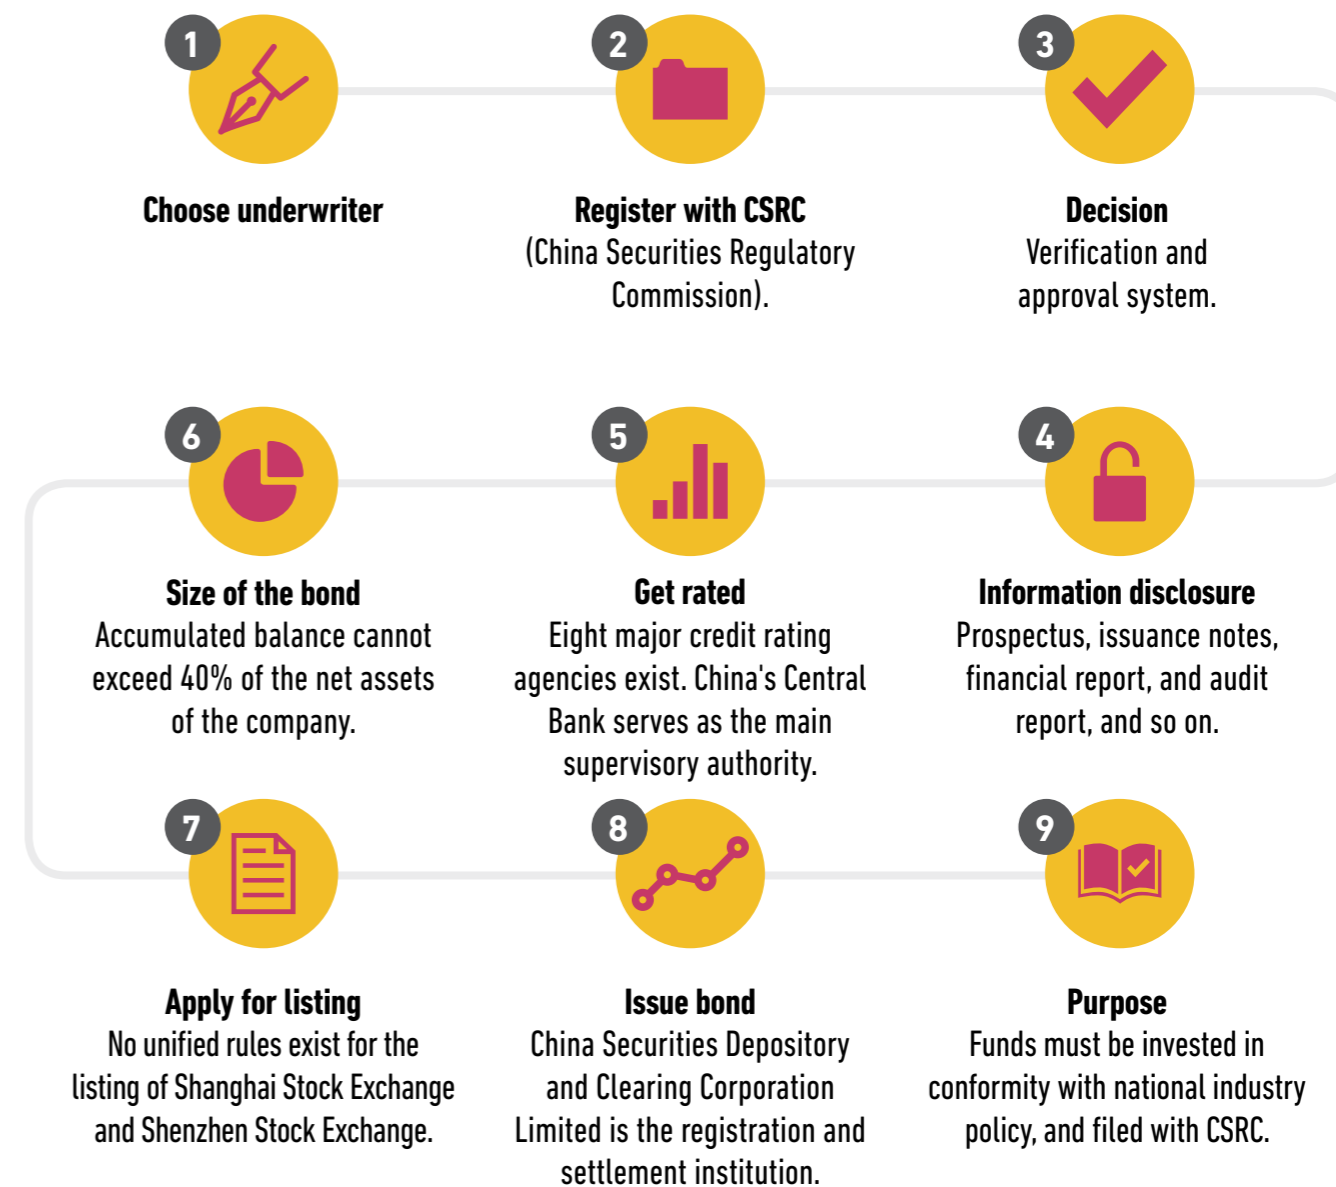 1
Choose underwriter
2
Register with CSRC
(China Securities Regulatory
Commission).
3
Decision
Verification and
approval system.
4
Information disclosure
Prospectus, issuance notes,
financial report, and audit
report, and so on.
5
Get rated
Eight major credit rating
agencies exist. China's Central
Bank serves as the main
supervisory authority.
6
Size of the bond
Accumulated balance cannot
exceed 40% of the net assets
of the company.
7
Apply for listing
No unified rules exist for the
listing of Shanghai Stock Exchange
and Shenzhen Stock Exchange.
8
Issue bond
China Securities Depository
and Clearing Corporation
Limited is the registration and
settlement institution.
9
Purpose
Funds must be invested in
conformity with national industry
policy, and filed with CSRC.